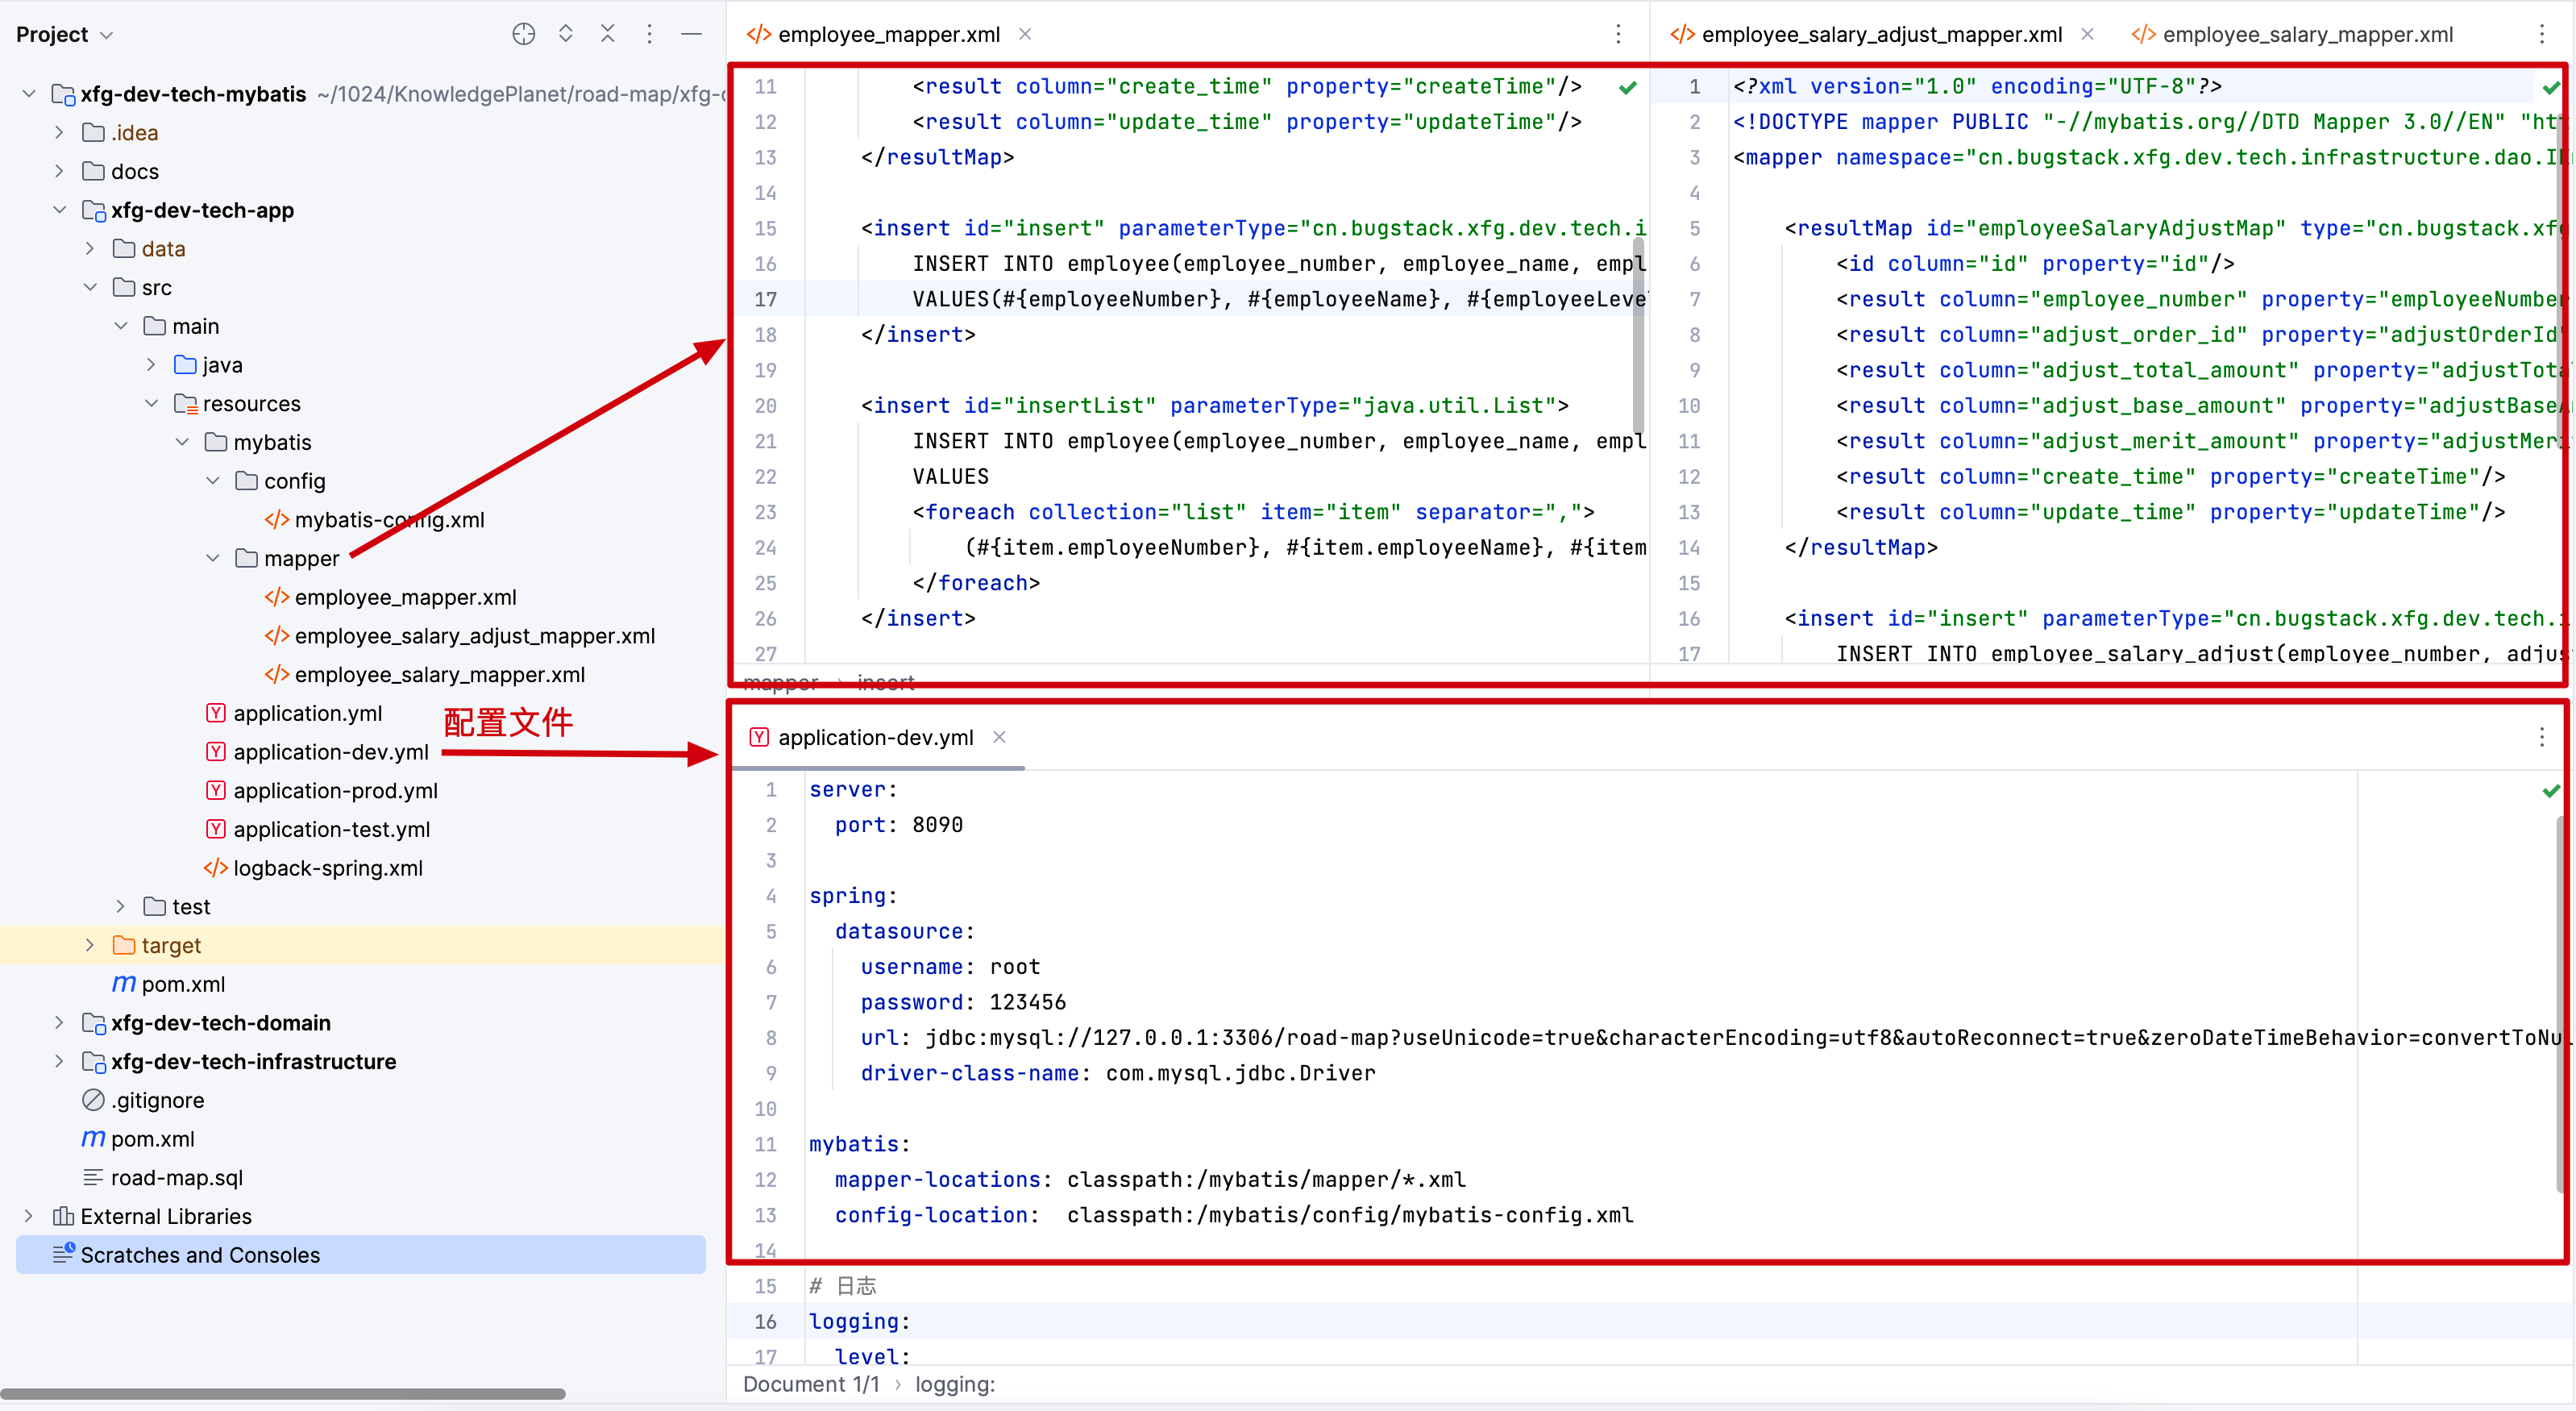 Project
xfg-dev-tech-mybatis ~/1024/KnowledgePlanet/road-map/xfg-
.idea
docs
xfg-dev-tech-app
data
src
main
java
resources
mybatis
config
mybatis-config.xml
mapper
employee_mapper.xml
employee_salary_adjust_mapper.xml
employee_salary_mapper.xml
application.yml
application-dev.yml
application-prod.yml
application-test.yml
logback-spring.xml
test
target
pom.xml
xfg-dev-tech-domain
xfg-dev-tech-infrastructure
.gitignore
pom.xml
road-map.sql
External Libraries
Scratches and Consoles
配置文件
employee_mapper.xml
11 <result column="create_time" property="createTime"/>
12 <result column="update_time" property="updateTime"/>
13 </resultMap>
14
15 <insert id="insert" parameterType="cn.bugstack.xfg.dev.tech.i
16 INSERT INTO employee(employee_number, employee_name, empl
17 VALUES(#{employeeNumber}, #{employeeName}, #{employeeLeve
18 </insert>
19
20 <insert id="insertList" parameterType="java.util.List">
21 INSERT INTO employee(employee_number, employee_name, empl
22 VALUES
23 <foreach collection="list" item="item" separator=",">
24 (#{item.employeeNumber}, #{item.employeeName}, #{item
25 </foreach>
26 </insert>
27
mapper › insert
employee_salary_adjust_mapper.xml employee_salary_mapper.xml
1 <?xml version="1.0" encoding="UTF-8"?>
2 <!DOCTYPE mapper PUBLIC "-//mybatis.org//DTD Mapper 3.0//EN" "ht
3 <mapper namespace="cn.bugstack.xfg.dev.tech.infrastructure.dao.I
4
5 <resultMap id="employeeSalaryAdjustMap" type="cn.bugstack.xf
6 <id column="id" property="id"/>
7 <result column="employee_number" property="employeeNumber
8 <result column="adjust_order_id" property="adjustOrderId
9 <result column="adjust_total_amount" property="adjustTota
10 <result column="adjust_base_amount" property="adjustBaseA
11 <result column="adjust_merit_amount" property="adjustMeri
12 <result column="create_time" property="createTime"/>
13 <result column="update_time" property="updateTime"/>
14 </resultMap>
15
16 <insert id="insert" parameterType="cn.bugstack.xfg.dev.tech.i
17 INSERT INTO employee_salary_adjust(employee_number, adjus
application-dev.yml
1 server:
2 port: 8090
3
4 spring:
5 datasource:
6 username: root
7 password: 123456
8 url: jdbc:mysql://127.0.0.1:3306/road-map?useUnicode=true&characterEncoding=utf8&autoReconnect=true&zeroDateTimeBehavior=convertToNu
9 driver-class-name: com.mysql.jdbc.Driver
10
11 mybatis:
12 mapper-locations: classpath:/mybatis/mapper/*.xml
13 config-location: classpath:/mybatis/config/mybatis-config.xml
14
15 # 日志
16 logging:
17 level:
Document 1/1 › logging: